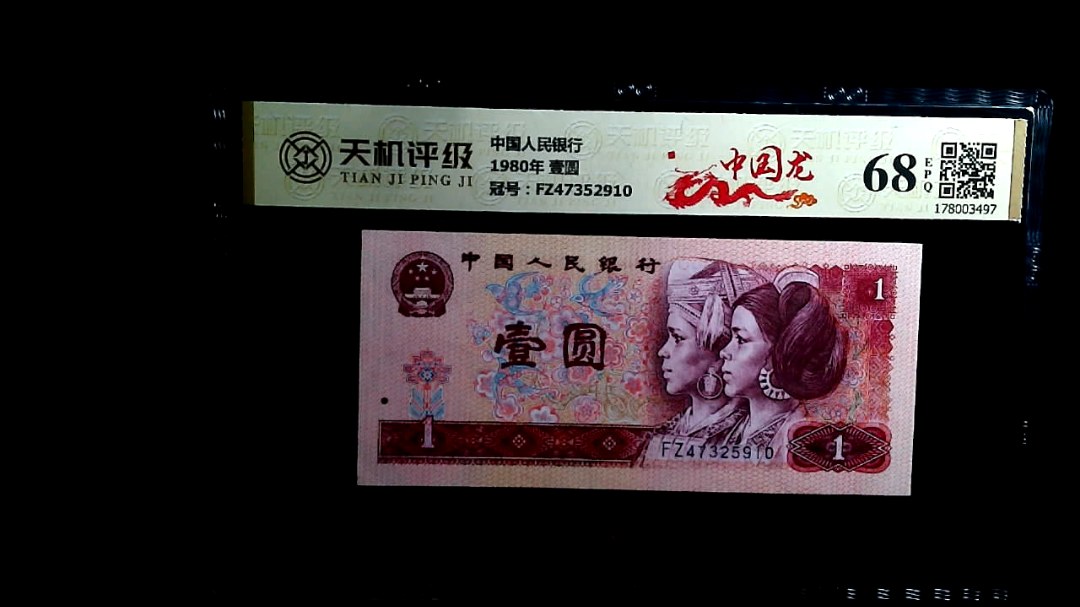 天机评级
TIAN JI PING JI
中国人民银行
1980年 壹圆
冠号：FZ47352910
中国龙
68
EPQ
178003497
中国人民银行
1
壹圆
1
FZ47325910
1